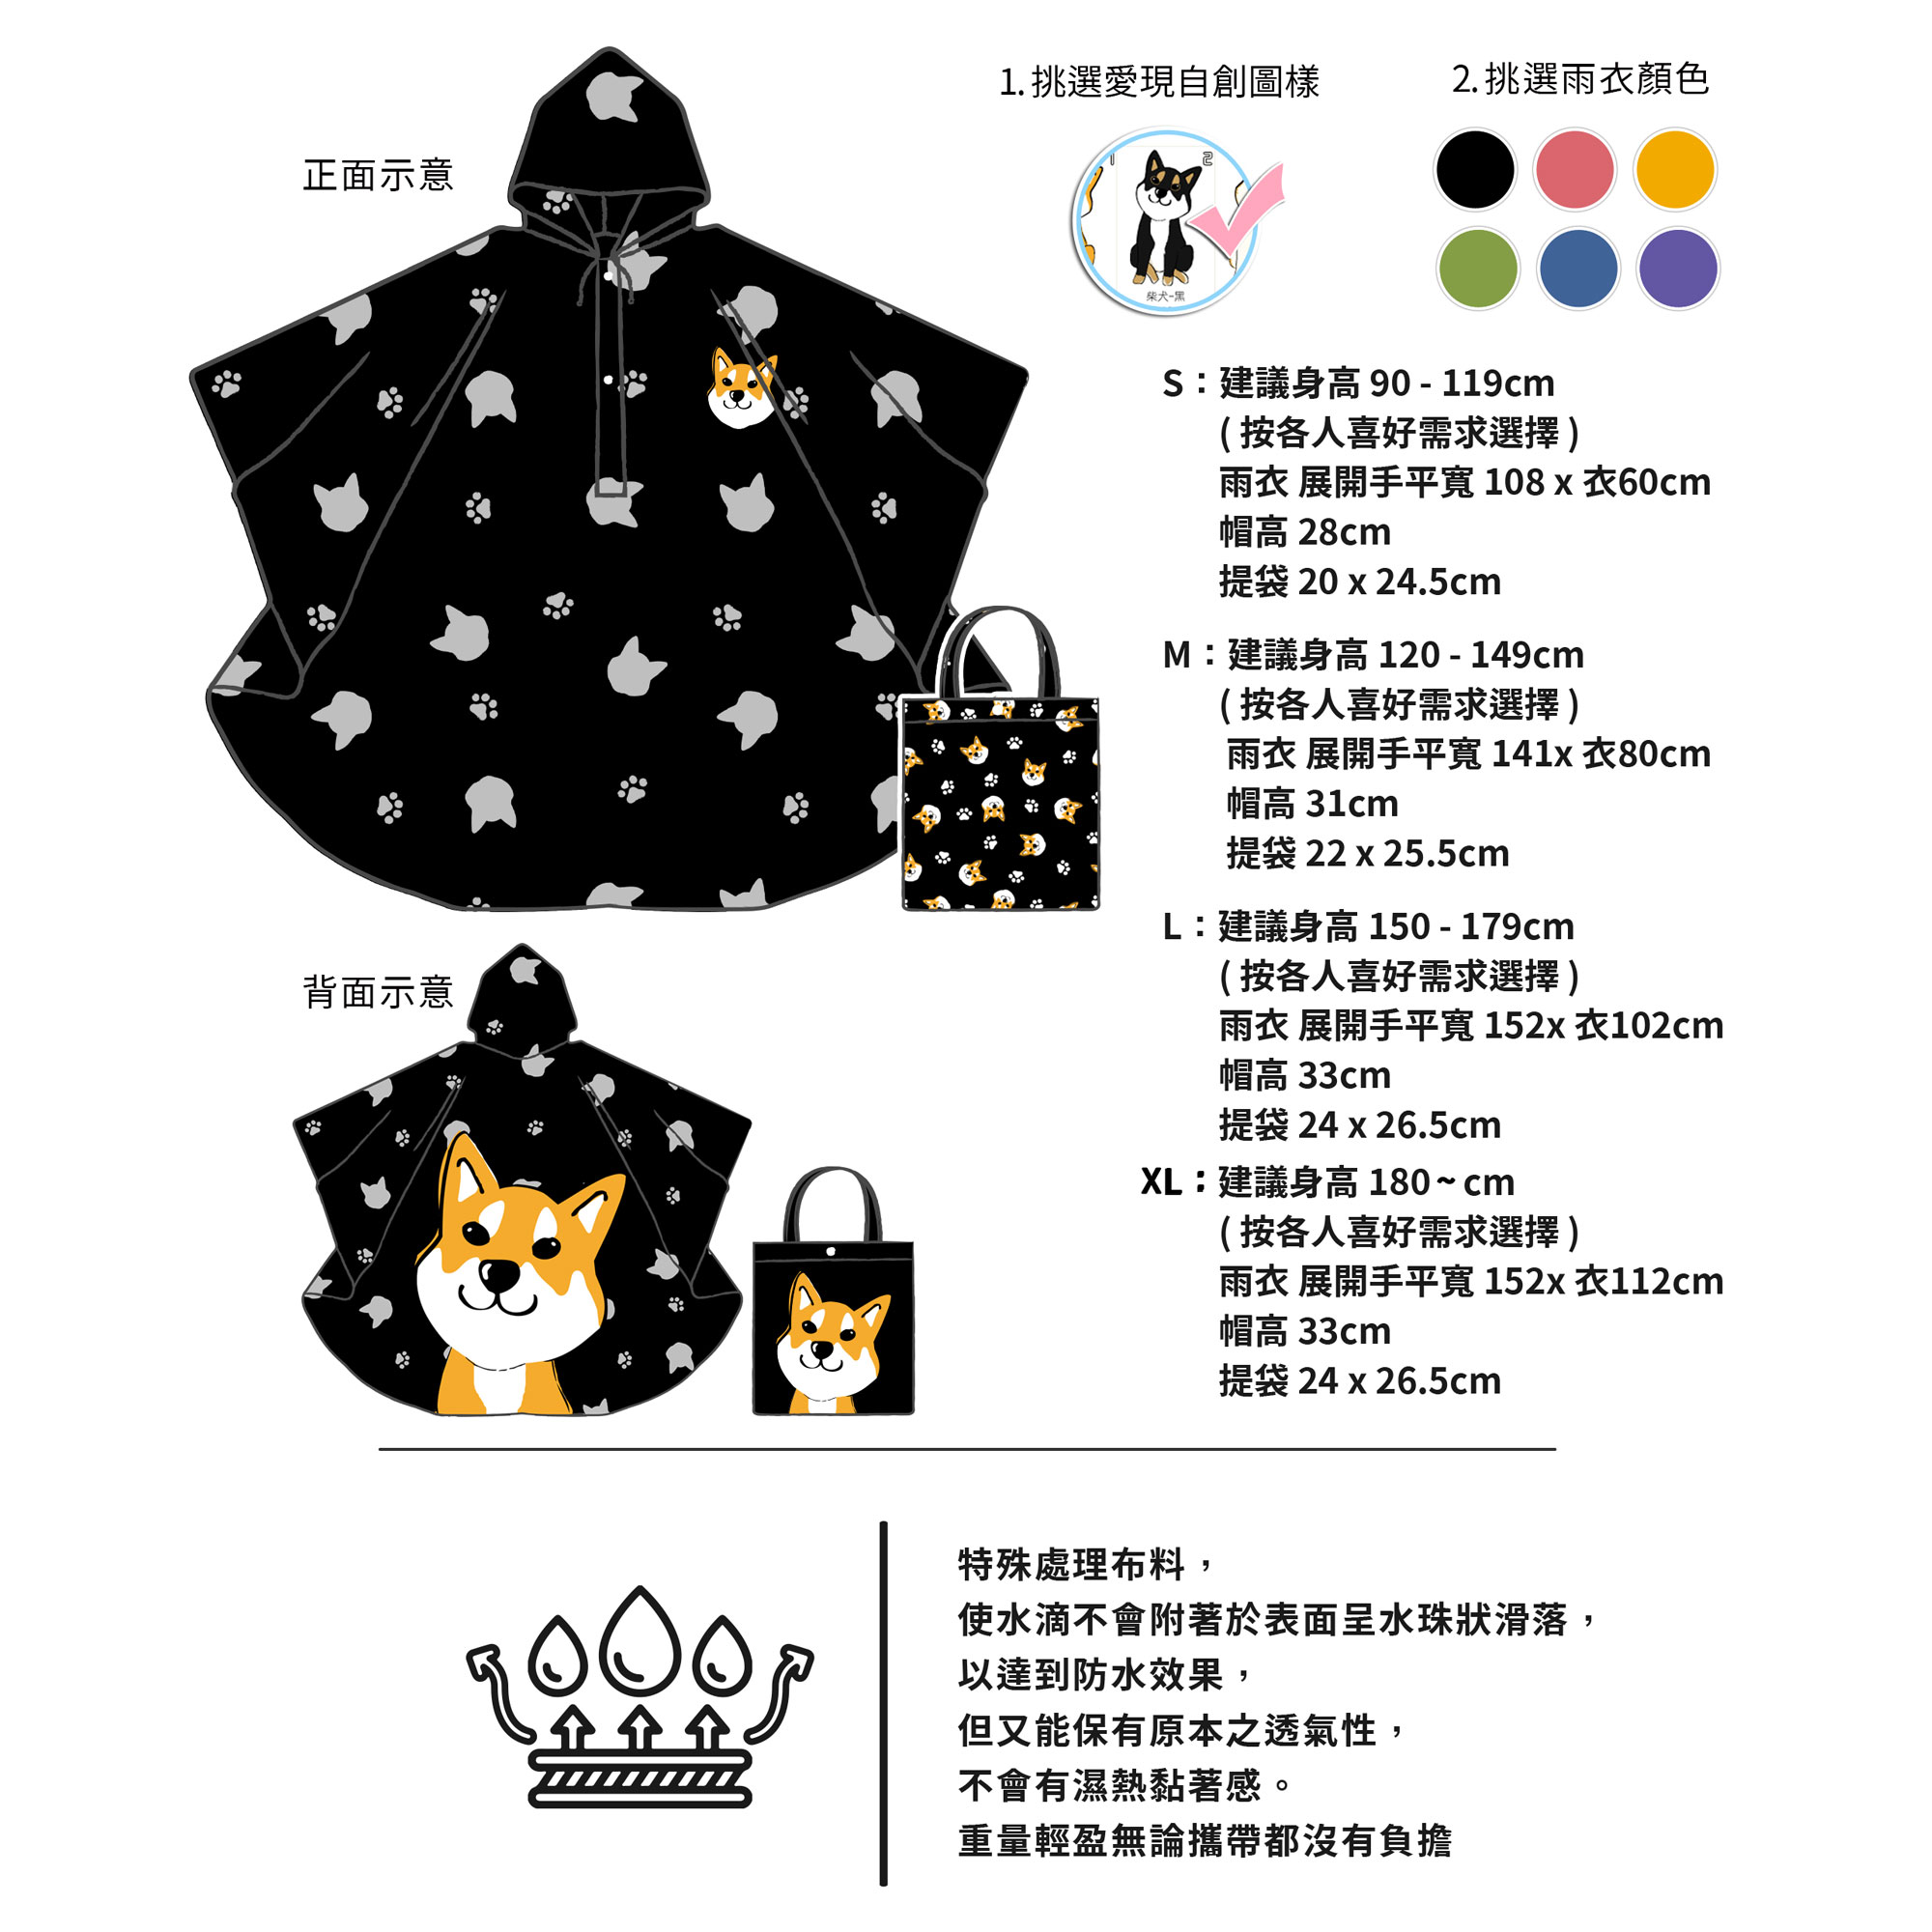 正面示意
1. 挑選愛現自創圖樣
1
2
柴犬-黑
2. 挑選雨衣顏色
S：建議身高 90 - 119cm
( 按各人喜好需求選擇 )
雨衣 展開手平寬 108 x 衣60cm
帽高 28cm
提袋 20 x 24.5cm
M：建議身高 120 - 149cm
( 按各人喜好需求選擇 )
雨衣 展開手平寬 141x 衣80cm
帽高 31cm
提袋 22 x 25.5cm
L：建議身高 150 - 179cm
( 按各人喜好需求選擇 )
雨衣 展開手平寬 152x 衣102cm
帽高 33cm
提袋 24 x 26.5cm
XL：建議身高 180~ cm
( 按各人喜好需求選擇 )
雨衣 展開手平寬 152x 衣112cm
帽高 33cm
提袋 24 x 26.5cm
背面示意
特殊處理布料，
使水滴不會附著於表面呈水珠狀滑落，
以達到防水效果，
但又能保有原本之透氣性，
不會有濕熱黏著感。
重量輕盈無論攜帶都沒有負擔